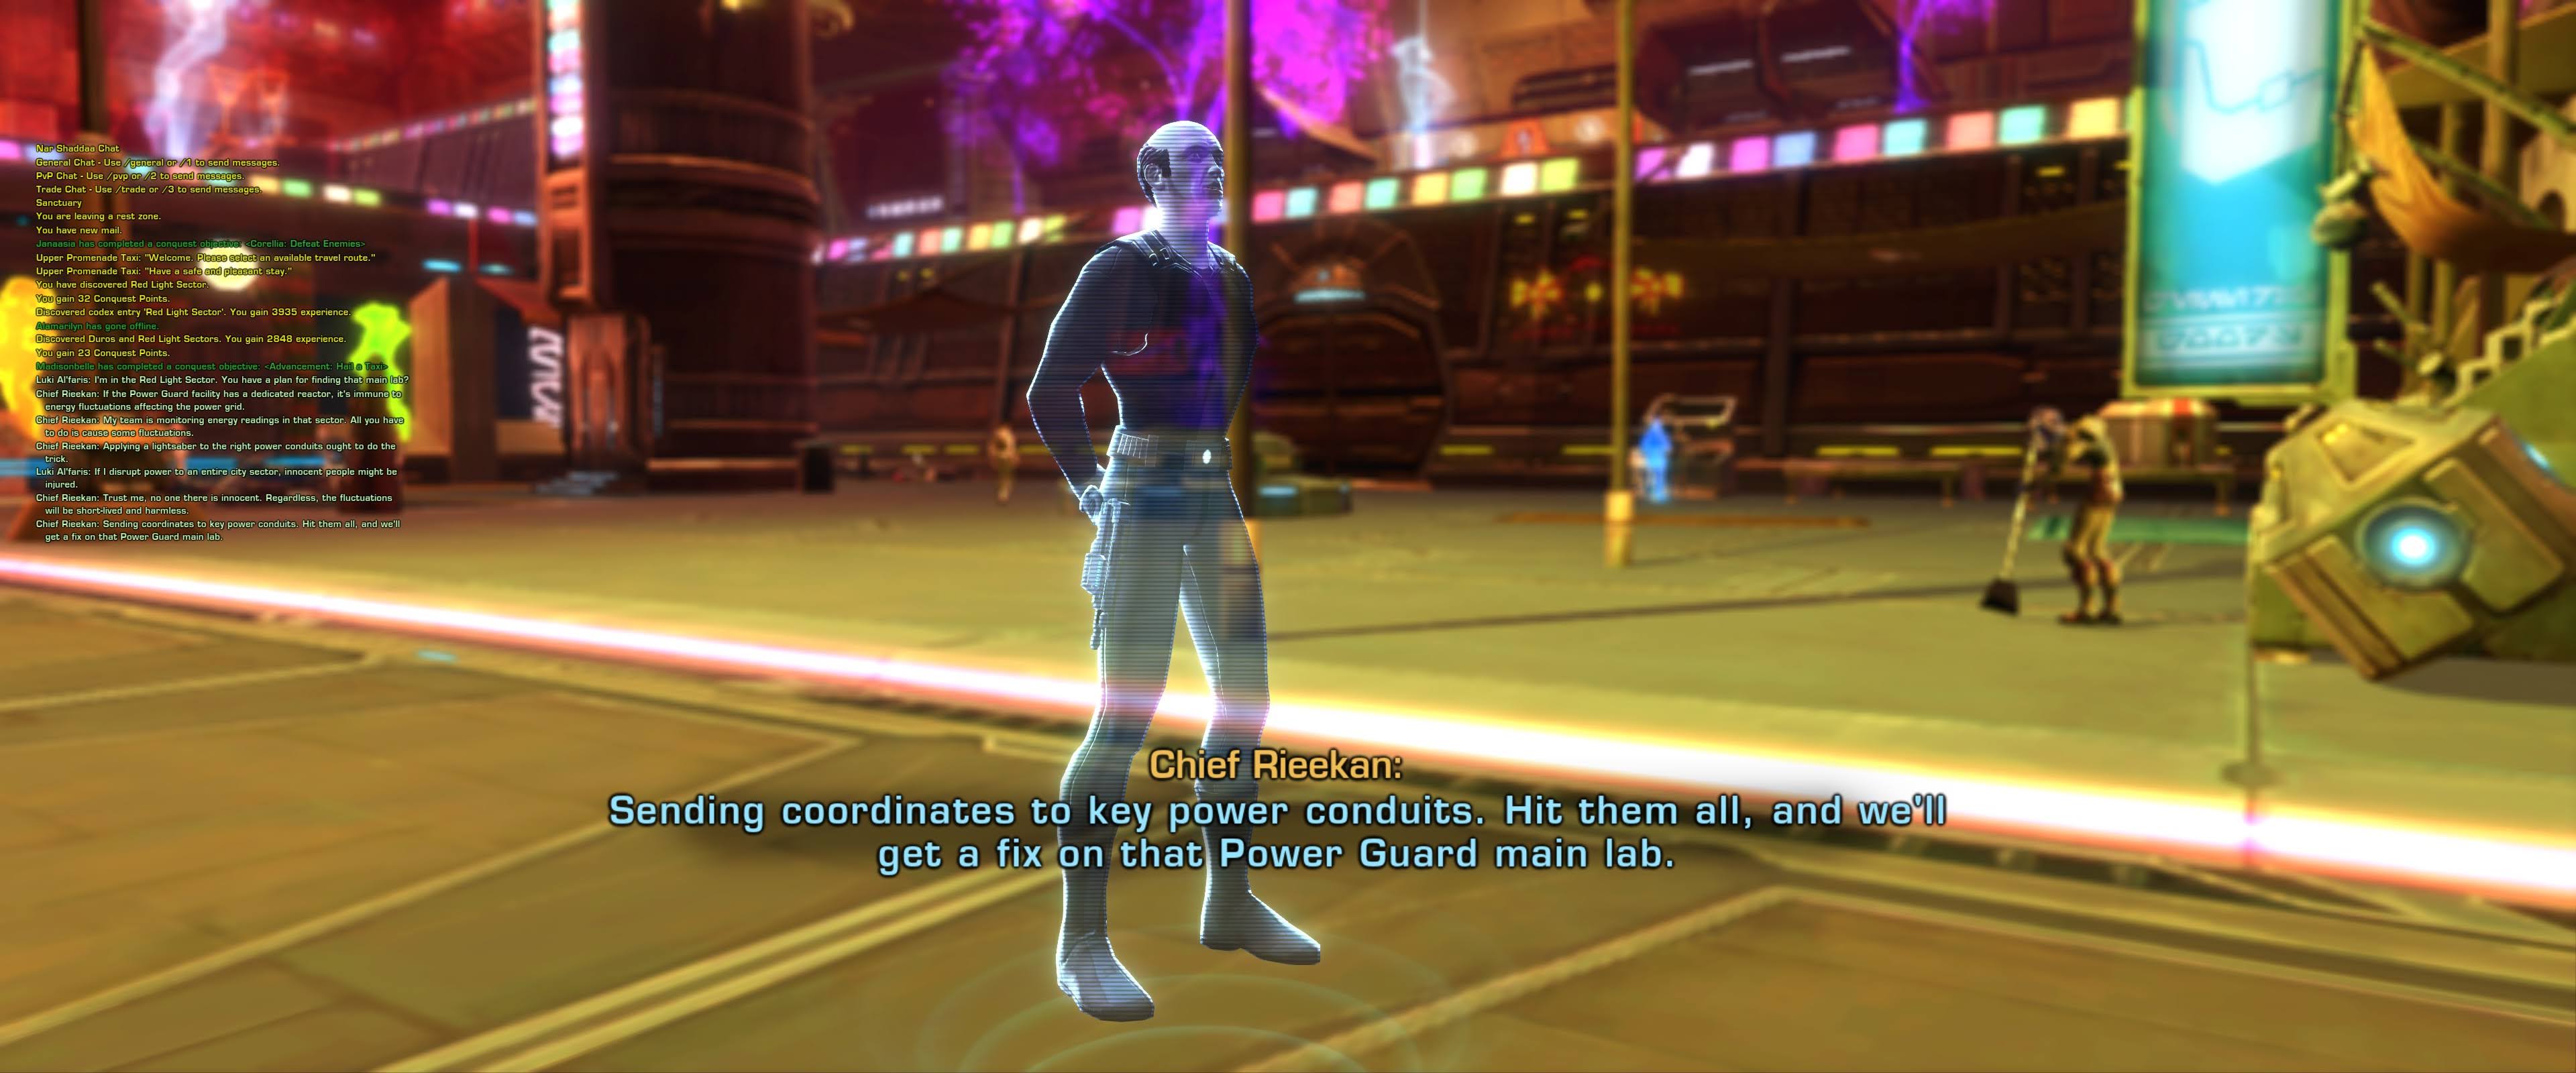 Nar Shaddaa Chat
General Chat - Use /general or /1 to send messages.
PvP Chat - Use /pvp or /2 to send messages.
Trade Chat - Use /trade or /3 to send messages.
Sanctuary
You are leaving a rest zone.
You have new mail.
Janaasia has completed a conquest objective: <Corellia: Defeat Enemies>
Upper Promenade Taxi: "Welcome. Please select an available travel route."
Upper Promenade Taxi: "Have a safe and pleasant stay."
You have discovered Red Light Sector.
You gain 32 Conquest Points.
Discovered codex entry 'Red Light Sector'. You gain 3935 experience.
Alamarilyn has gone offline.
Discovered Duros and Red Light Sectors. You gain 2848 experience.
You gain 23 Conquest Points.
Madisonbelle has completed a conquest objective: <Advancement: Hail a Taxi>
Luki Al'faris: I'm in the Red Light Sector. You have a plan for finding that main lab?
Chief Rieekan: If the Power Guard facility has a dedicated reactor, it's immune to
energy fluctuations affecting the power grid.
Chief Rieekan: My team is monitoring energy readings in that sector. All you have
to do is cause some fluctuations.
Chief Rieekan: Applying a lightsaber to the right power conduits ought to do the
trick.
Luki Al'faris: If I disrupt power to an entire city sector, innocent people might be
injured.
Chief Rieekan: Trust me, no one there is innocent. Regardless, the fluctuations
will be short-lived and harmless.
Chief Rieekan: Sending coordinates to key power conduits. Hit them all, and we'll
get a fix on that Power Guard main lab.
Chief Rieekan:
Sending coordinates to key power conduits. Hit them all, and we'll
get a fix on that Power Guard main lab.